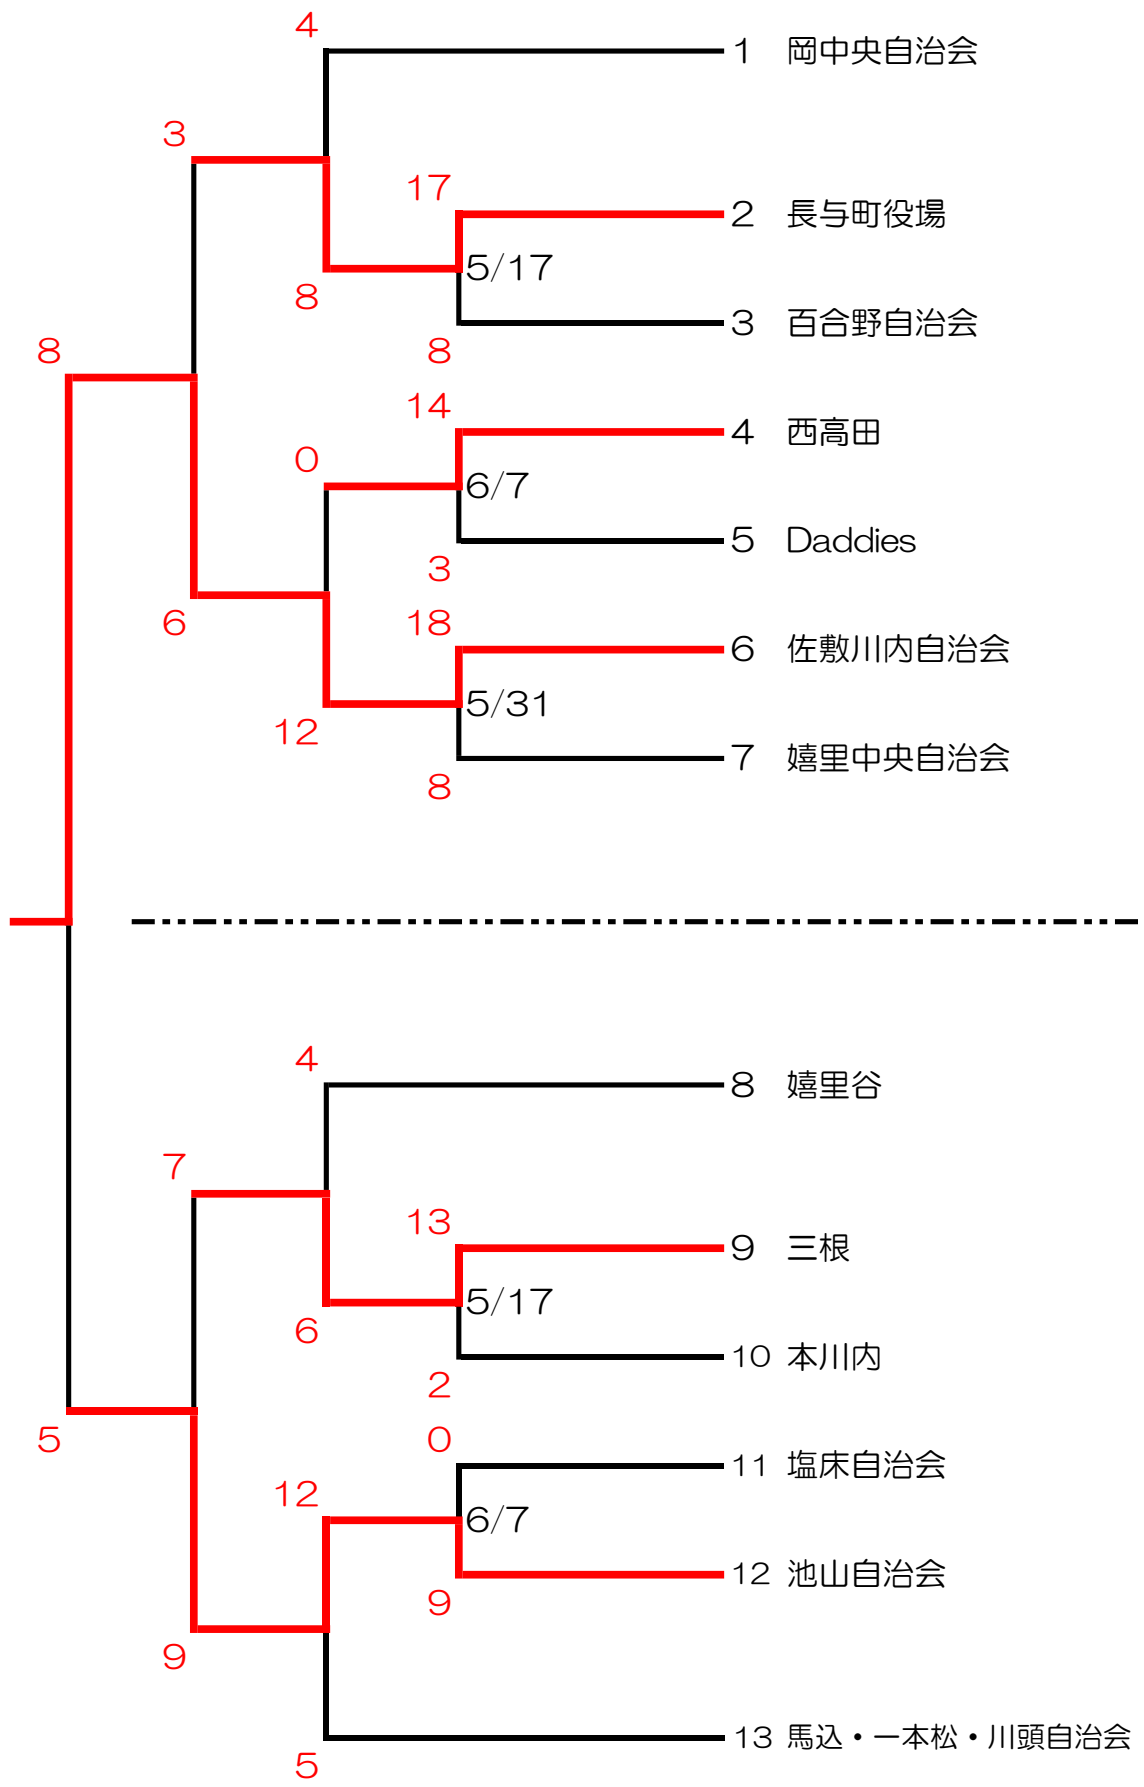 4
1 岡中央自治会
3
17
2 長与町役場
5/17
8
3 百合野自治会
8
8
14
4 西高田
0
6/7
5 Daddies
3
6
18
6 佐敷川内自治会
5/31
12
7 嬉里中央自治会
8
4
8 嬉里谷
7
13
9 三根
5/17
6
10 本川内
2
5
0
11 塩床自治会
12
6/7
12 池山自治会
9
9
13 馬込・一本松・川頭自治会
5